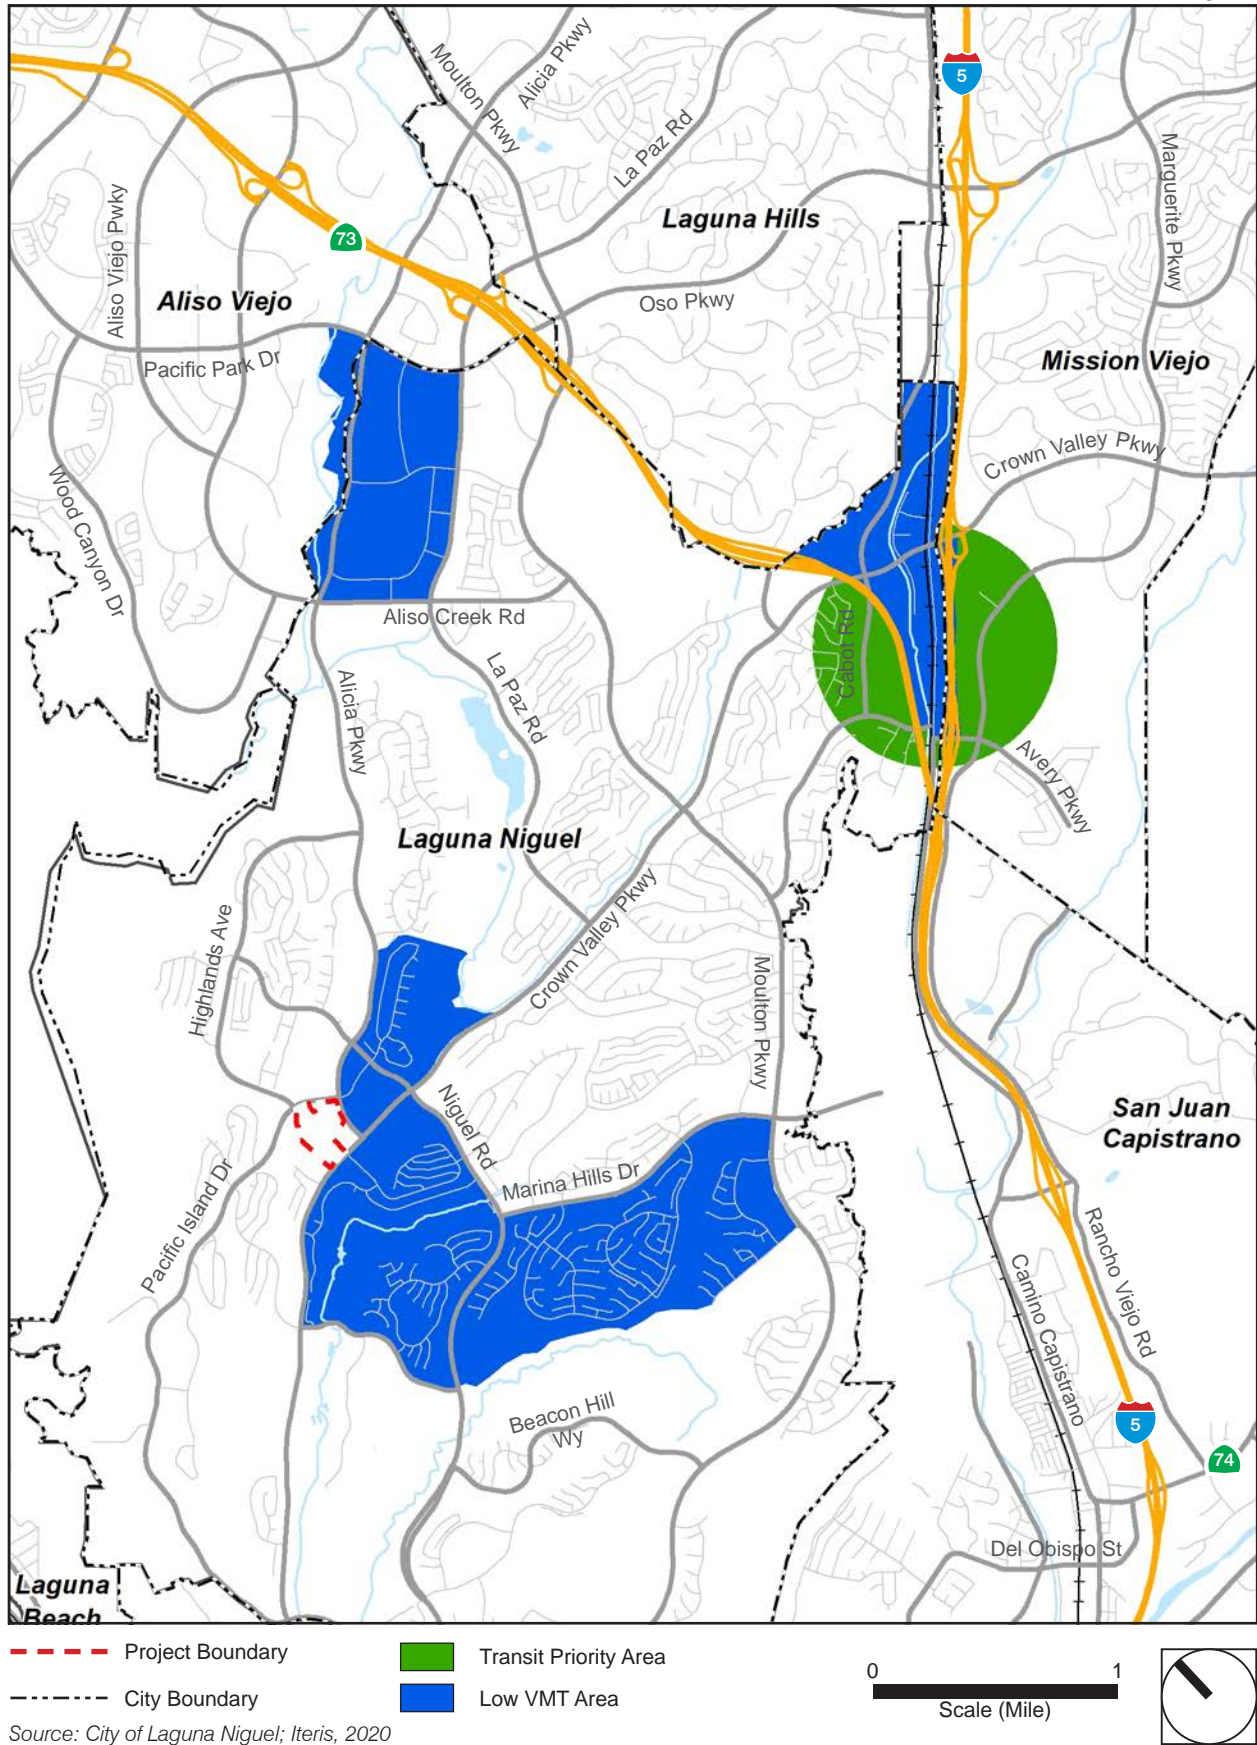 5
Moulton Pkwy
Alicia Pkwy
La Paz Rd
Marguerite Pkwy
Laguna Hills
Aliso Viejo Pwky
73
Oso Pkwy
Aliso Viejo
Mission Viejo
Pacific Park Dr
Crown Valley Pkwy
Wood Canyon Dr
Aliso Creek Rd
Cabot Rd
La Paz Rd
Alicia Pkwy
Avery Pkwy
Laguna Niguel
Highlands Ave
Crown Valley Pkwy
Moulton Pkwy
Niguel Rd
San Juan
Capistrano
Marina Hills Dr
Pacific Island Dr
Rancho Viejo Rd
Camino Capistrano
Beacon Hill
Wy
5
74
Del Obispo St
Laguna
Beach
Project Boundary
City Boundary
Transit Priority Area
Low VMT Area
0 1
Scale (Mile)
Source: City of Laguna Niguel; Iteris, 2020